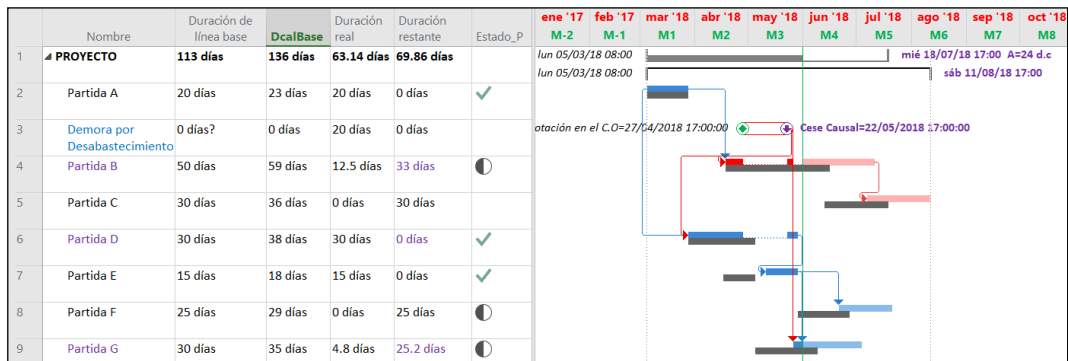 Duración de Duración Duración ene '17 feb '17 mar '18 abr '18 may '18 jun '18 jul '18 ago '18 sep '18 oct '18
Nombre línea base DcalBase real restante Estado_P M-2 M-1 M1 M2 M3 M4 M5 M6 M7 M8
1 PROYECTO 113 días 136 días 63.14 días 69.86 días lun 05/03/18 08:00 mié 18/07/18 17:00 A=24 d.c
lun 05/03/18 08:00 sáb 11/08/18 17:00
2 Partida A 20 días 23 días 20 días 0 días
3 Demora por 0 días? 0 días 20 días 0 días otación en el C.O=27/04/2018 17:00:00 Cese Causal=22/05/2018 17:00:00
Desabastecimiento
4 Partida B 50 días 59 días 12.5 días 33 días
5 Partida C 30 días 36 días 0 días 30 días
6 Partida D 30 días 38 días 30 días 0 días
7 Partida E 15 días 18 días 15 días 0 días
8 Partida F 25 días 29 días 0 días 25 días
9 Partida G 30 días 35 días 4.8 días 25.2 días